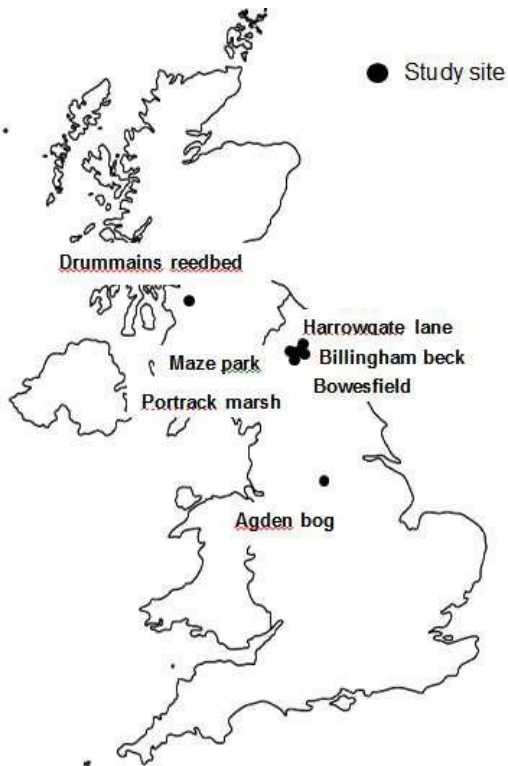 Study site
Drummains reedbed
Harrowgate lane
Maze park
Billingham beck
Bowesfield
Portrack marsh
Agden bog